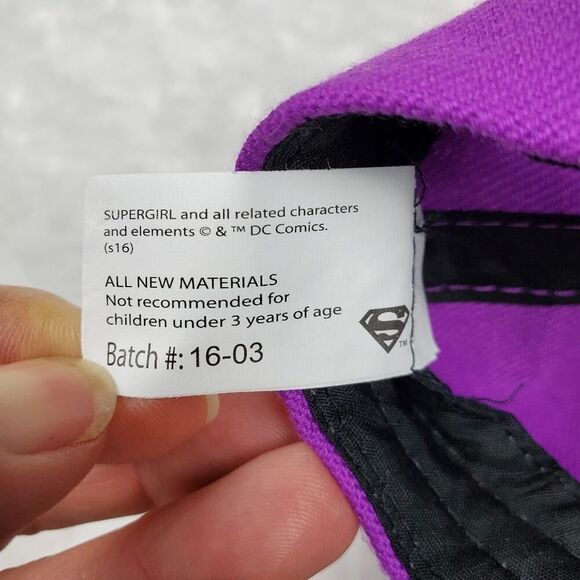 SUPERGIRL and all related characters
and elements © & ™ DC Comics.
(s16)
ALL NEW MATERIALS
Not recommended for
children under 3 years of age
Batch #: 16-03
S
™